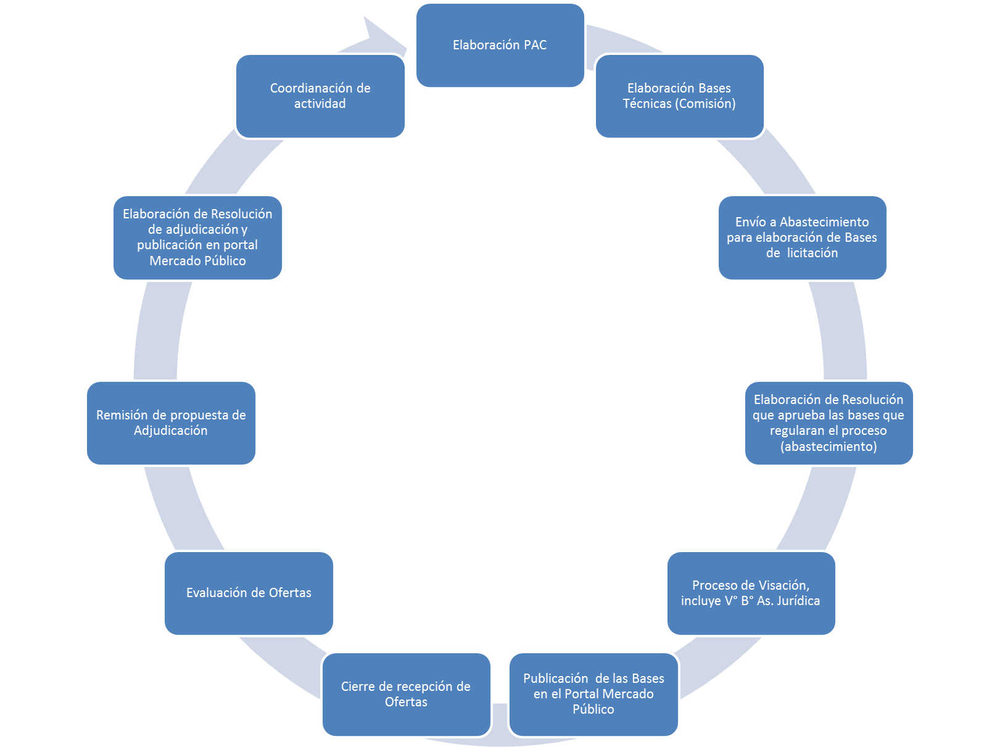 Elaboración PAC
Elaboración Bases
Técnicas (Comisión)
Envío a Abastecimiento
para elaboración de Bases
de licitación
Elaboración de Resolución
que aprueba las bases que
regularan el proceso
(abastecimiento)
Proceso de Visación,
incluye V° B° As. Jurídica
Publicación de las Bases
en el Portal Mercado
Público
Cierre de recepción de
Ofertas
Evaluación de Ofertas
Remisión de propuesta de
Adjudicación
Elaboración de Resolución
de adjudicación y
publicación en portal
Mercado Público
Coordianación de
actividad